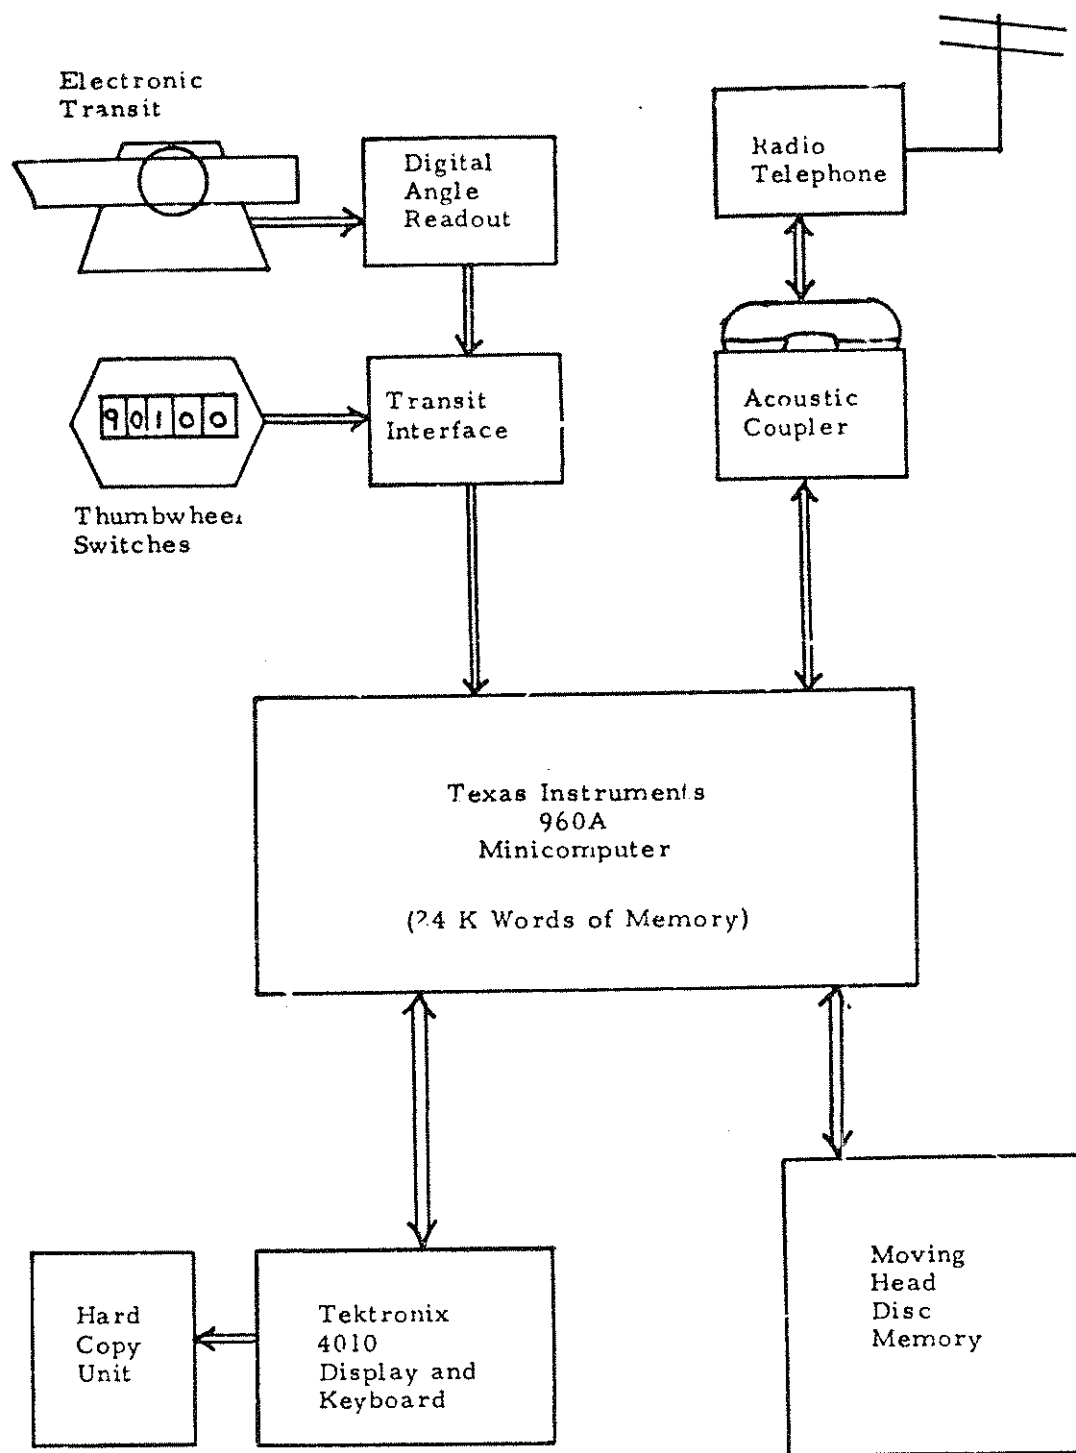 Electronic
Transit
Digital
Angle
Readout
Radio
Telephone
90100
Transit
Interface
Acoustic
Coupler
Thumbwheel
Switches
Texas Instruments
960A
Minicomputer
(24 K Words of Memory)
Hard
Copy
Unit
Tektronix
4010
Display and
Keyboard
Moving
Head
Disc
Memory